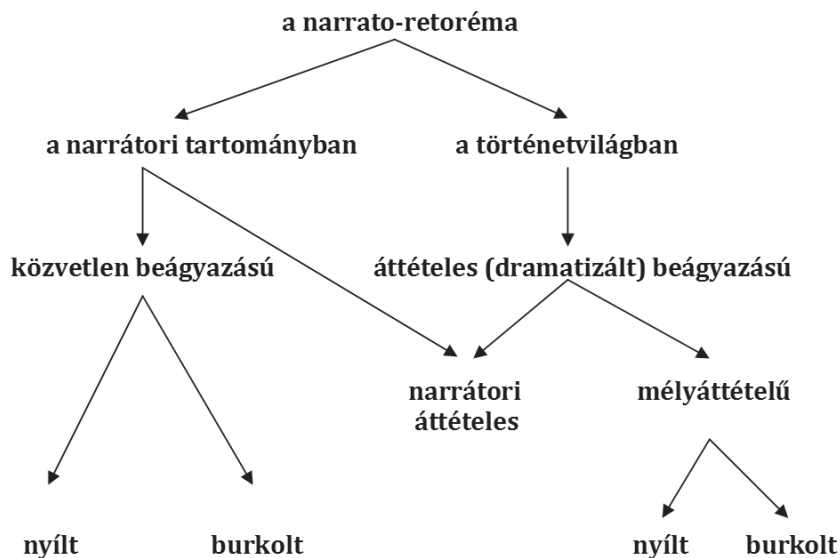 a narrato-retoréma
a narrátori tartományban
a történetvilágban
közvetlen beágyazású
áttételes (dramatizált) beágyazású
narrátori
áttételes
mélyáttételű
nyílt
burkolt
nyílt
burkolt